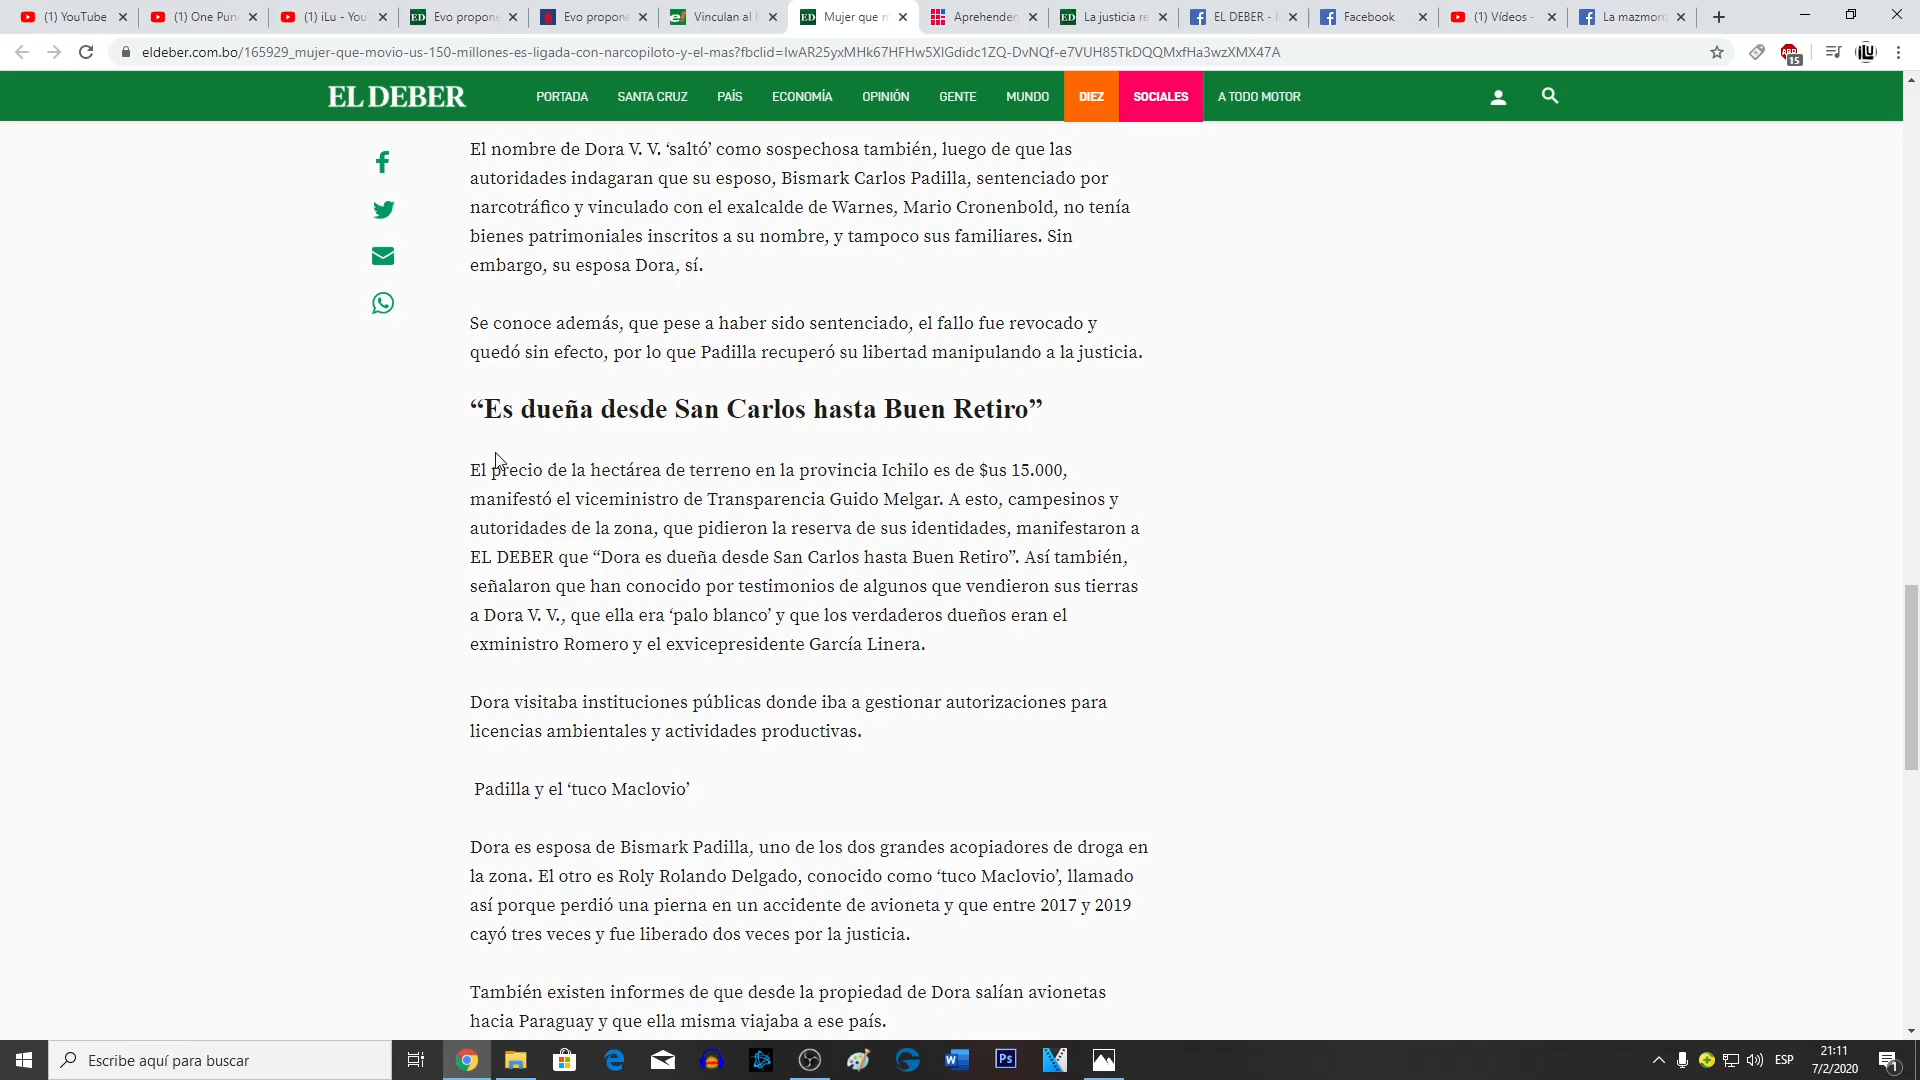 (1) YouTube
(1) One Pun
(1) iLu - You
Evo propone
Evo propone
Vinculan al
Mujer que m
Aprehenden
La justicia re
EL DEBER -
Facebook
(1) Vídeos -
La mazmorr
eldeber.com.bo/165929_mujer-que-movio-us-150-millones-es-ligada-con-narcopiloto-y-el-mas?fbclid=IwAR25yxMHk67HFHw5XIGdidc1ZQ-DvNQf-e7VUH85TkDQQMxfHa3wzXMX47A
15
EL DEBER
PORTADA SANTA CRUZ PAÍS ECONOMÍA OPINIÓN GENTE MUNDO DIEZ SOCIALES A TODO MOTOR
El nombre de Dora V. V. ‘saltó’ como sospechosa también, luego de que las
autoridades indagaran que su esposo, Bismark Carlos Padilla, sentenciado por
narcotráfico y vinculado con el exalcalde de Warnes, Mario Cronenbold, no tenía
bienes patrimoniales inscritos a su nombre, y tampoco sus familiares. Sin
embargo, su esposa Dora, sí.
Se conoce además, que pese a haber sido sentenciado, el fallo fue revocado y
quedó sin efecto, por lo que Padilla recuperó su libertad manipulando a la justicia.
“Es dueña desde San Carlos hasta Buen Retiro”
El precio de la hectárea de terreno en la provincia Ichilo es de $us 15.000,
manifestó el viceministro de Transparencia Guido Melgar. A esto, campesinos y
autoridades de la zona, que pidieron la reserva de sus identidades, manifestaron a
EL DEBER que “Dora es dueña desde San Carlos hasta Buen Retiro”. Así también,
señalaron que han conocido por testimonios de algunos que vendieron sus tierras
a Dora V. V., que ella era ‘palo blanco’ y que los verdaderos dueños eran el
exministro Romero y el exvicepresidente García Linera.
Dora visitaba instituciones públicas donde iba a gestionar autorizaciones para
licencias ambientales y actividades productivas.
Padilla y el ‘tuco Maclovio’
Dora es esposa de Bismark Padilla, uno de los dos grandes acopiadores de droga en
la zona. El otro es Roly Rolando Delgado, conocido como ‘tuco Maclovio’, llamado
así porque perdió una pierna en un accidente de avioneta y que entre 2017 y 2019
cayó tres veces y fue liberado dos veces por la justicia.
También existen informes de que desde la propiedad de Dora salían avionetas
hacia Paraguay y que ella misma viajaba a ese país.
Escribe aquí para buscar
ESP
21:11
7/2/2020
1